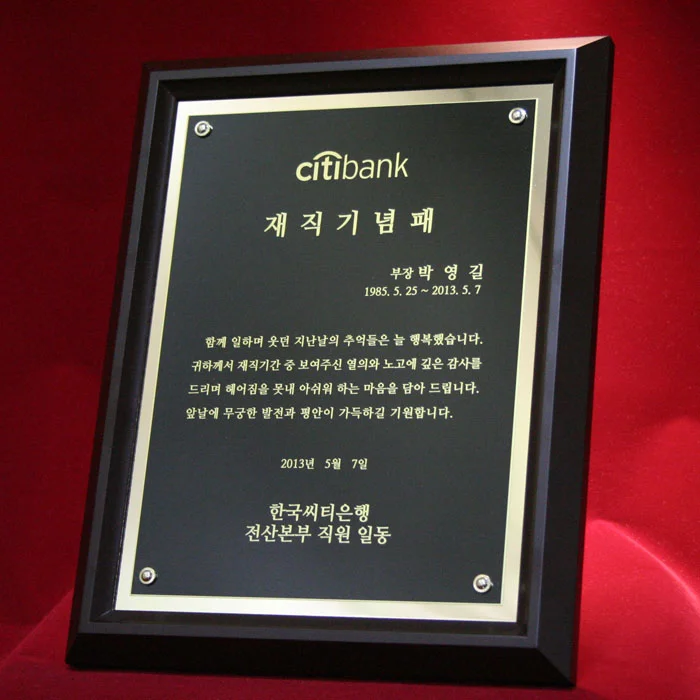 citibank
재직기념패
부장 박 영 길
1985. 5. 25 ~ 2013. 5. 7
함께 일하며 웃던 지난날의 추억들은 늘 행복했습니다.
귀하께서 재직기간 중 보여주신 열의와 노고에 깊은 감사를
드리며 헤어짐을 못내 아쉬워 하는 마음을 담아 드립니다.
앞날에 무궁한 발전과 평안이 가득하길 기원합니다.
2013년 5월 7일
한국씨티은행
전산본부 직원 일동